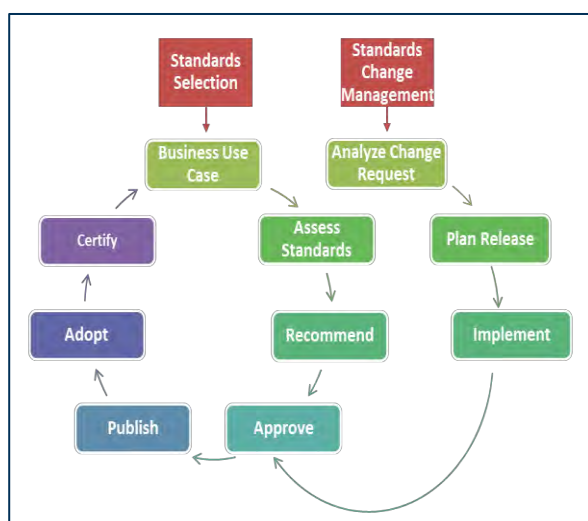 Standards
Selection
Standards
Change
Management
Business Use
Case
Analyze Change
Request
Certify
Assess
Standards
Plan Release
Adopt
Recommend
Implement
Publish
Approve